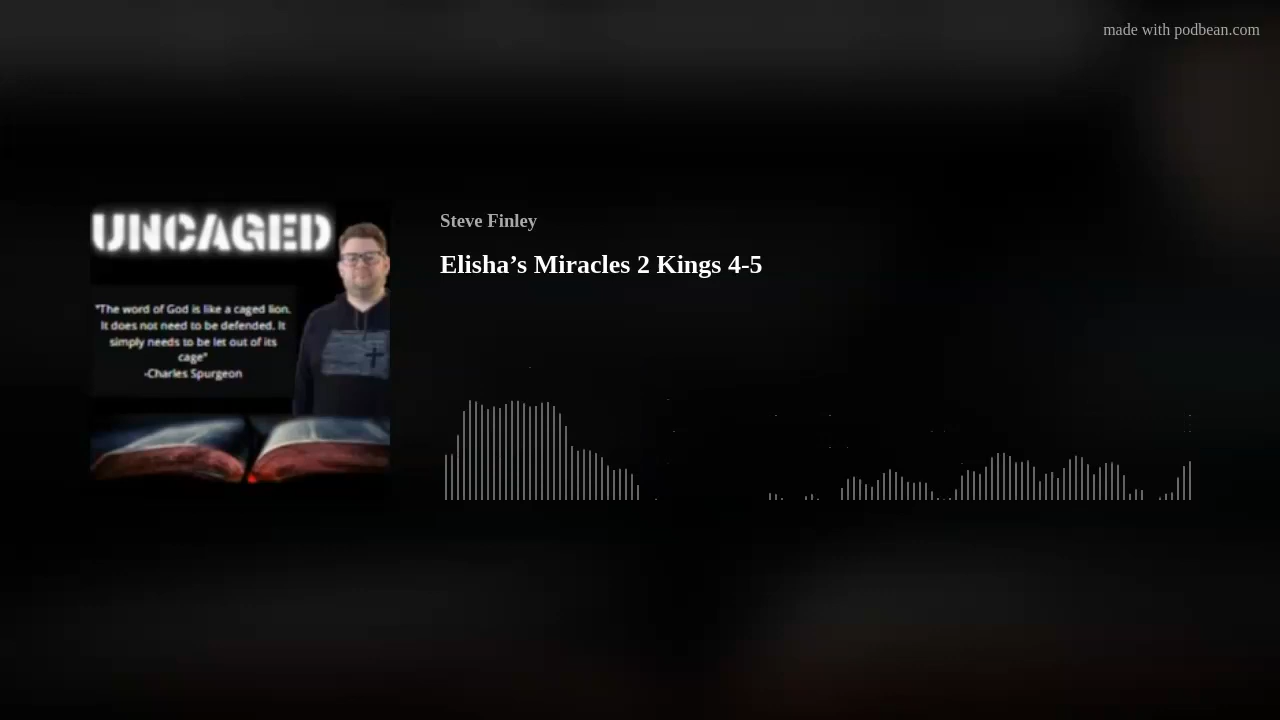 made with podbean.com
UNCAGED
"The word of God is like a caged lion.
It does not need to be defended. It
simply needs to be let out of its
cage"
-Charles Spurgeon
Steve Finley
Elisha’s Miracles 2 Kings 4-5